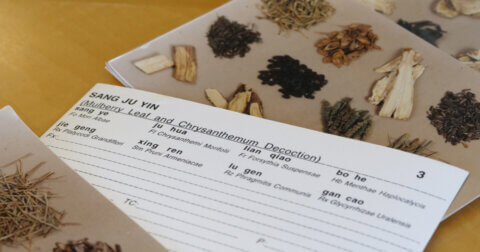 SANG JU YIN
(Mulberry Leaf and Chrysanthemum Decoction)
3
sang ye ju hua lian qiao bo he
Fo Mori Albae Fl Chrysanthemi Morifolii Fr Forsythia Suspensae Hb Menthae Haplocalycis
jie geng xing ren lu gen gan cao
Rx Platycodi Grandiflori Sm Pruni Armeniacae Rz Phragmitis Communis Rx Glycyrrhizae Uralensis
Fx:
TC:
P: